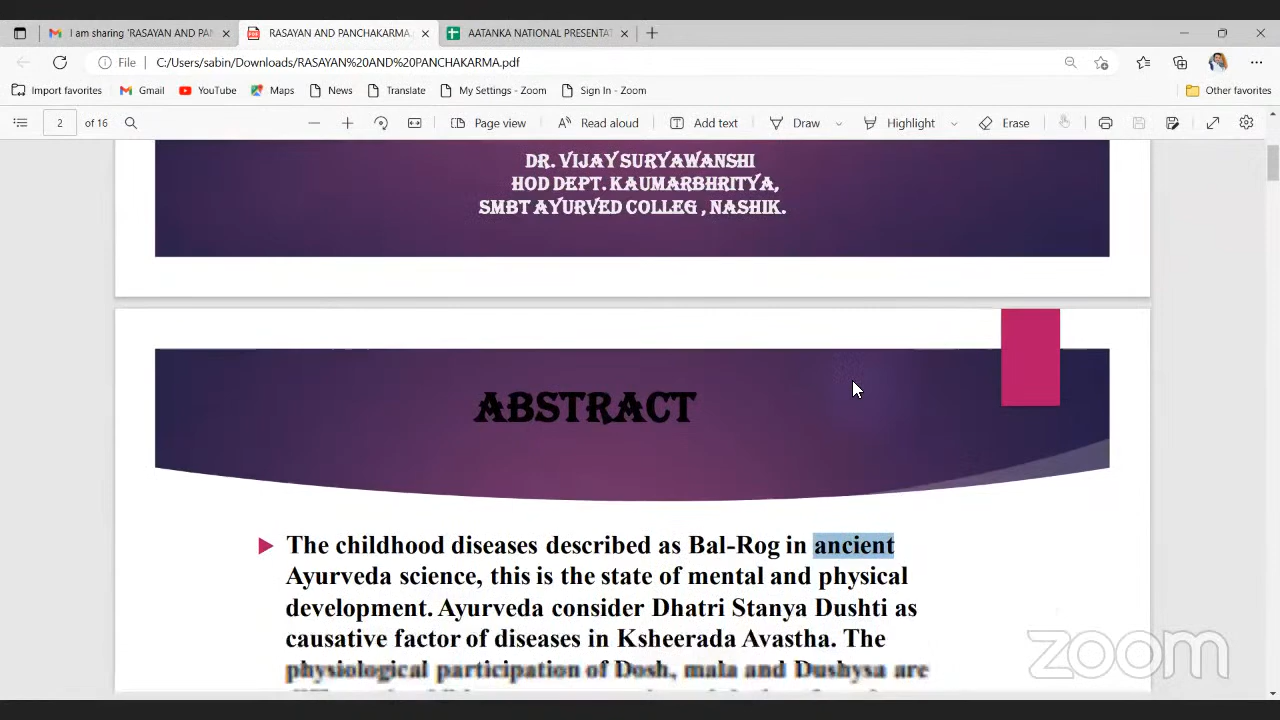 I am sharing 'RASAYAN AND PAN
RASAYAN AND PANCHAKARMA.
AATANKA NATIONAL PRESENTAT
File
C:/Users/sabin/Downloads/RASAYAN%20AND%20PANCHAKARMA.pdf
Import favorites
Gmail
YouTube
Maps
News
Translate
My Settings - Zoom
Sign In - Zoom
Other favorites
2 of 16
Page view
Read aloud
Add text
Draw
Highlight
Erase
DR. VIJAY SURYAWANSHI
HOD DEPT. KAUMARBHRITYA,
SMBT AYURVED COLLEG , NASHIK.
ABSTRACT
The childhood diseases described as Bal-Rog in ancient
Ayurveda science, this is the state of mental and physical
development. Ayurveda consider Dhatri Stanya Dushti as
causative factor of diseases in Ksheerada Avastha. The
physiological participation of Dosh, mala and Dushysa are
zoom